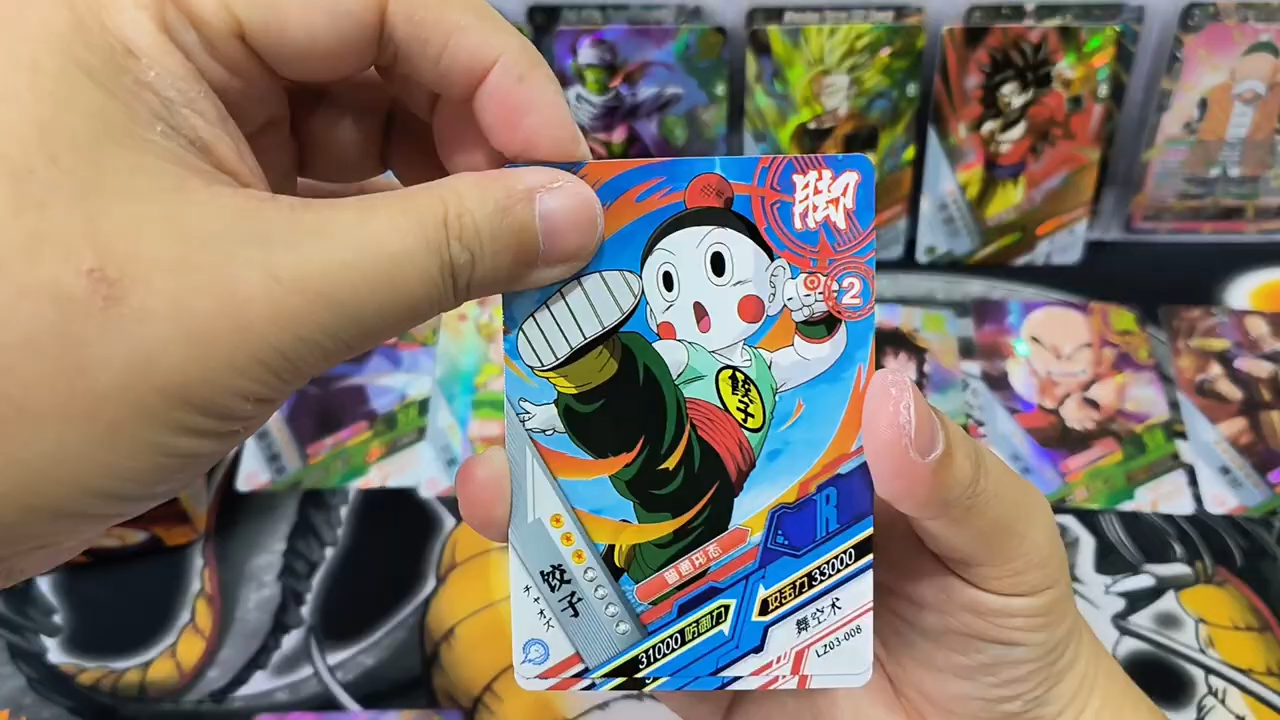 脚
2
餃子
R
普通形态
饺子
チャオズ
31000 防御力
攻击力 33000
舞空术
LZ03-008